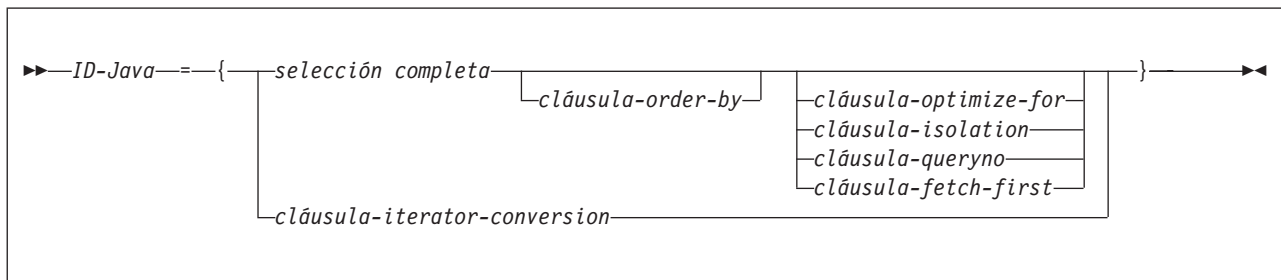 ID-Java = { selección completa }
cláusula-order-by cláusula-optimize-for
cláusula-isolation
cláusula-queryno
cláusula-fetch-first
cláusula-iterator-conversion